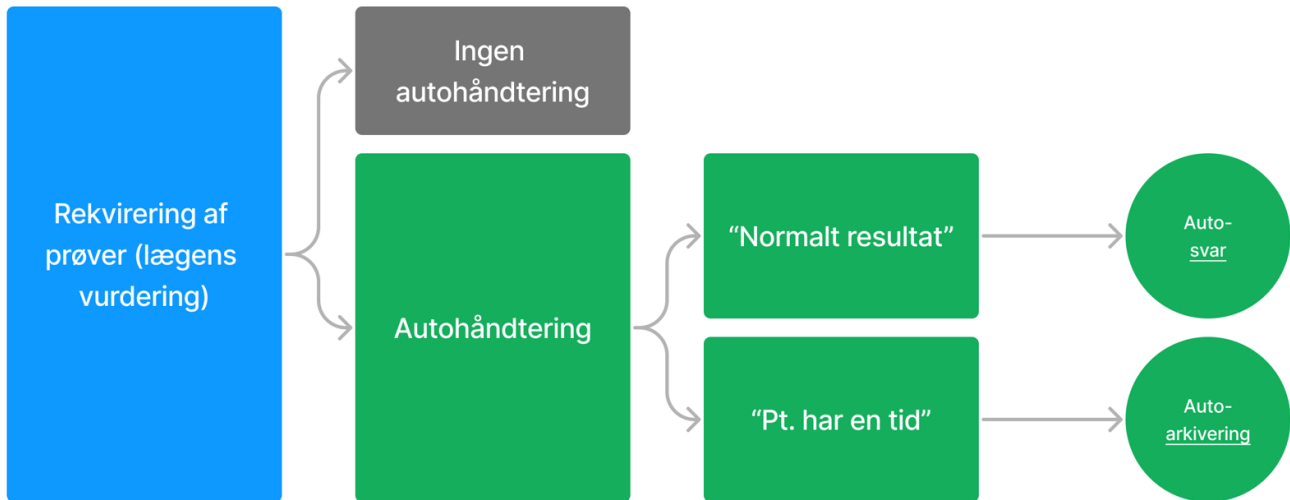 Rekvirering af
prøver (lægens
vurdering)
Ingen
autohåndtering
Autohåndtering
“Normalt resultat”
“Pt. har en tid”
Auto-
svar
Auto-
arkivering